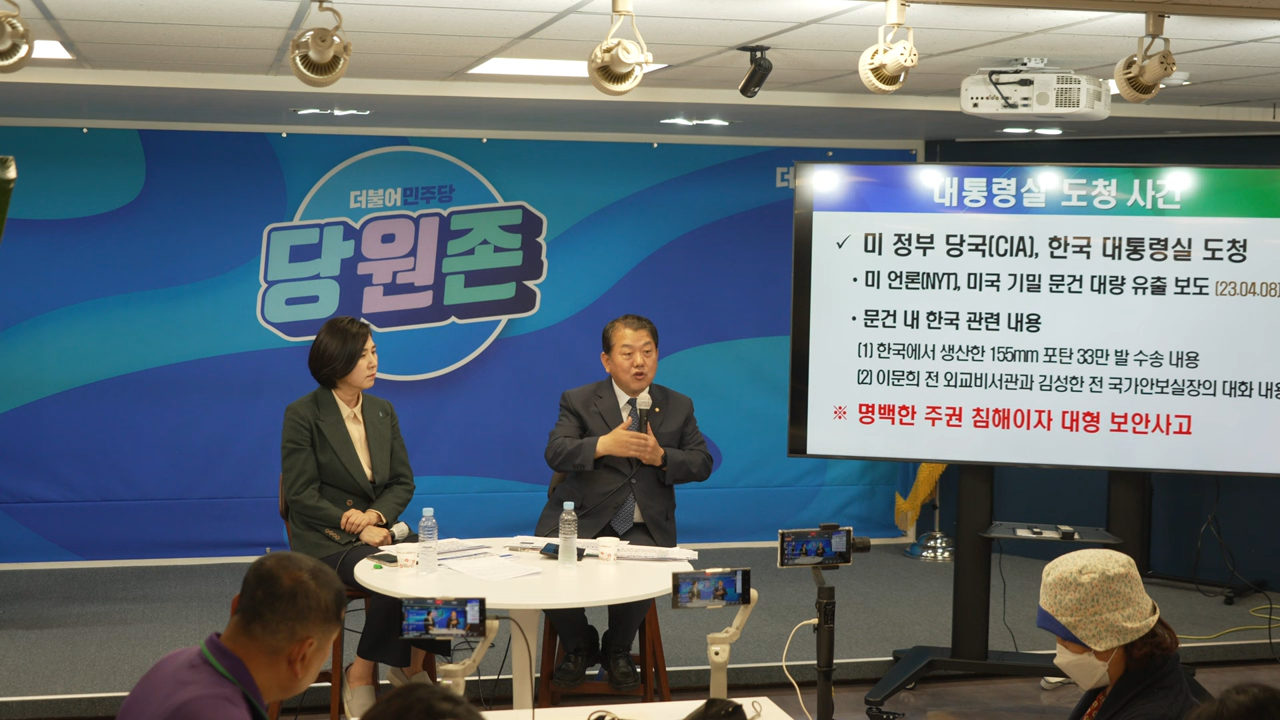 더불어민주당
당원존
더
대통령실 도청 사건
✓ 미 정부 당국(CIA), 한국 대통령실 도청
· 미 언론(NYT), 미국 기밀 문건 대량 유출 보도 (23.04.08)
· 문건 내 한국 관련 내용
(1) 한국에서 생산한 155mm 포탄 33만 발 수송 내용
(2) 이문희 전 외교비서관과 김성한 전 국가안보실장의 대화 내용
※ 명백한 주권 침해이자 대형 보안사고